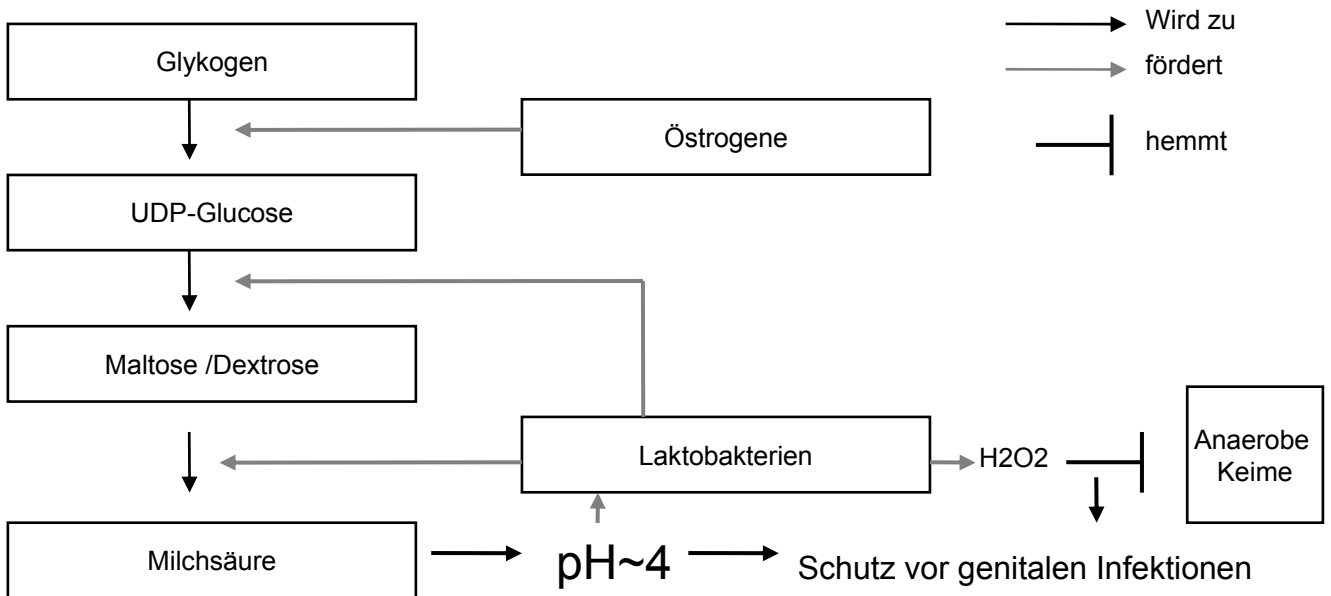 Glykogen
Wird zu
fördert
Östrogene
hemmt
UDP-Glucose
Maltose /Dextrose
Laktobakterien
H2O2
Anaerobe
Keime
Milchsäure
pH~4
Schutz vor genitalen Infektionen